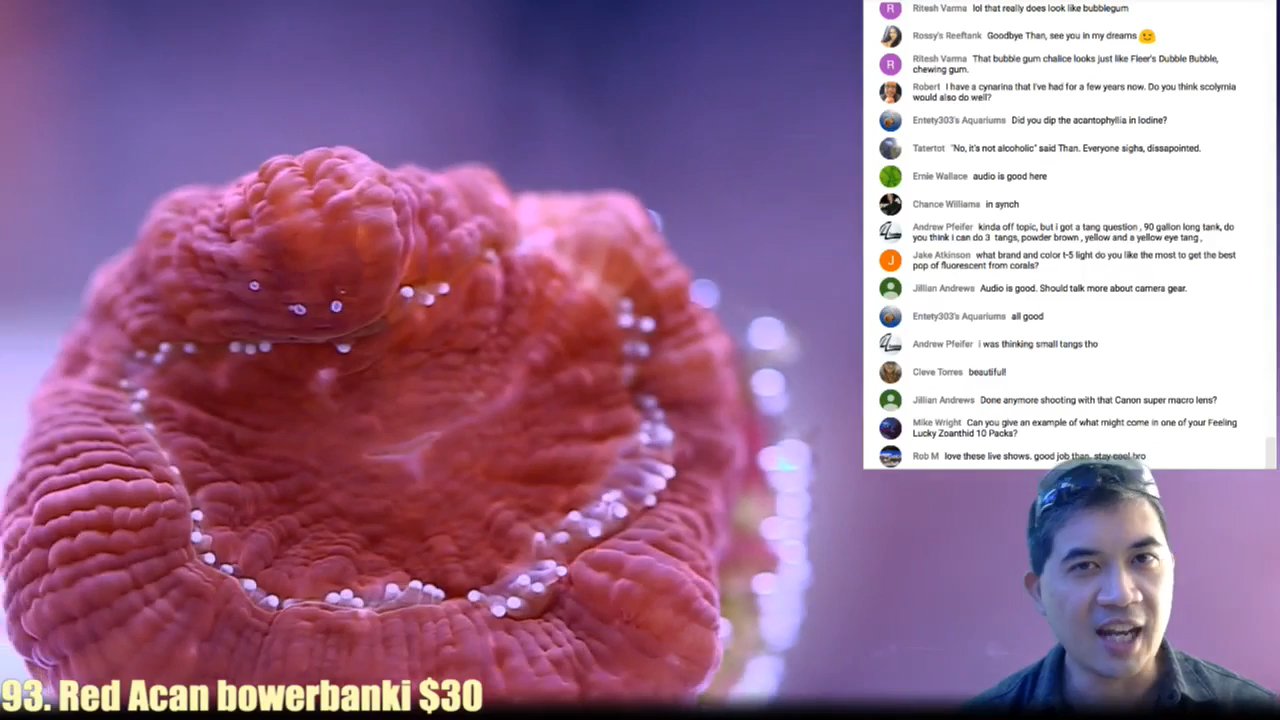 R Ritesh Varma lol that really does look like bubblegum
Rossy's Reeftank Goodbye Than, see you in my dreams
R Ritesh Varma That bubble gum chalice looks just like Fleer's Dubble Bubble,
chewing gum.
Robert I have a cynarina that I've had for a few years now. Do you think scolymia
would also do well?
Entety303's Aquariums Did you dip the acantophyllia in Iodine?
Tatertot "No, it's not alcoholic" said Than. Everyone sighs, dissapointed.
Ernie Wallace audio is good here
Chance Williams in synch
Andrew Pfeifer kinda off topic, but i got a tang question , 90 gallon long tank, do
you think i can do 3 tangs, powder brown , yellow and a yellow eye tang ,
J Jake Atkinson what brand and color t-5 light do you like the most to get the best
pop of fluorescent from corals?
Jillian Andrews Audio is good. Should talk more about camera gear.
Entety303's Aquariums all good
Andrew Pfeifer i was thinking small tangs tho
Cleve Torres beautiful!
Jillian Andrews Done anymore shooting with that Canon super macro lens?
Mike Wright Can you give an example of what might come in one of your Feeling
Lucky Zoanthid 10 Packs?
Rob M love these live shows. good job than. stay cool bro
93. Red Acan bowerbanki $30